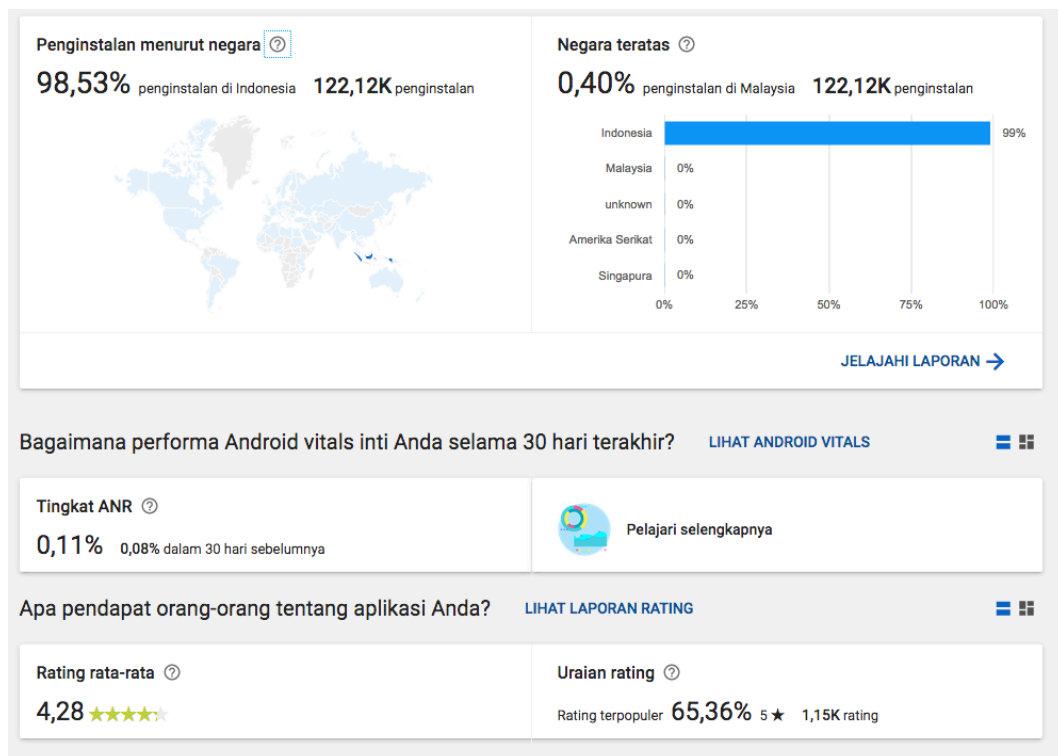 Penginstalan menurut negara
98,53% penginstalan di Indonesia 122,12K penginstalan
Negara teratas
0,40% penginstalan di Malaysia 122,12K penginstalan
Indonesia 99%
Malaysia 0%
unknown 0%
Amerika Serikat 0%
Singapura 0%
0% 25% 50% 75% 100%
JELAJAHI LAPORAN
Bagaimana performa Android vitals inti Anda selama 30 hari terakhir? LIHAT ANDROID VITALS
Tingkat ANR
0,11% 0,08% dalam 30 hari sebelumnya
Pelajari selengkapnya
Apa pendapat orang-orang tentang aplikasi Anda? LIHAT LAPORAN RATING
Rating rata-rata
4,28
Uraian rating
Rating terpopuler 65,36% 5 ★ 1,15K rating